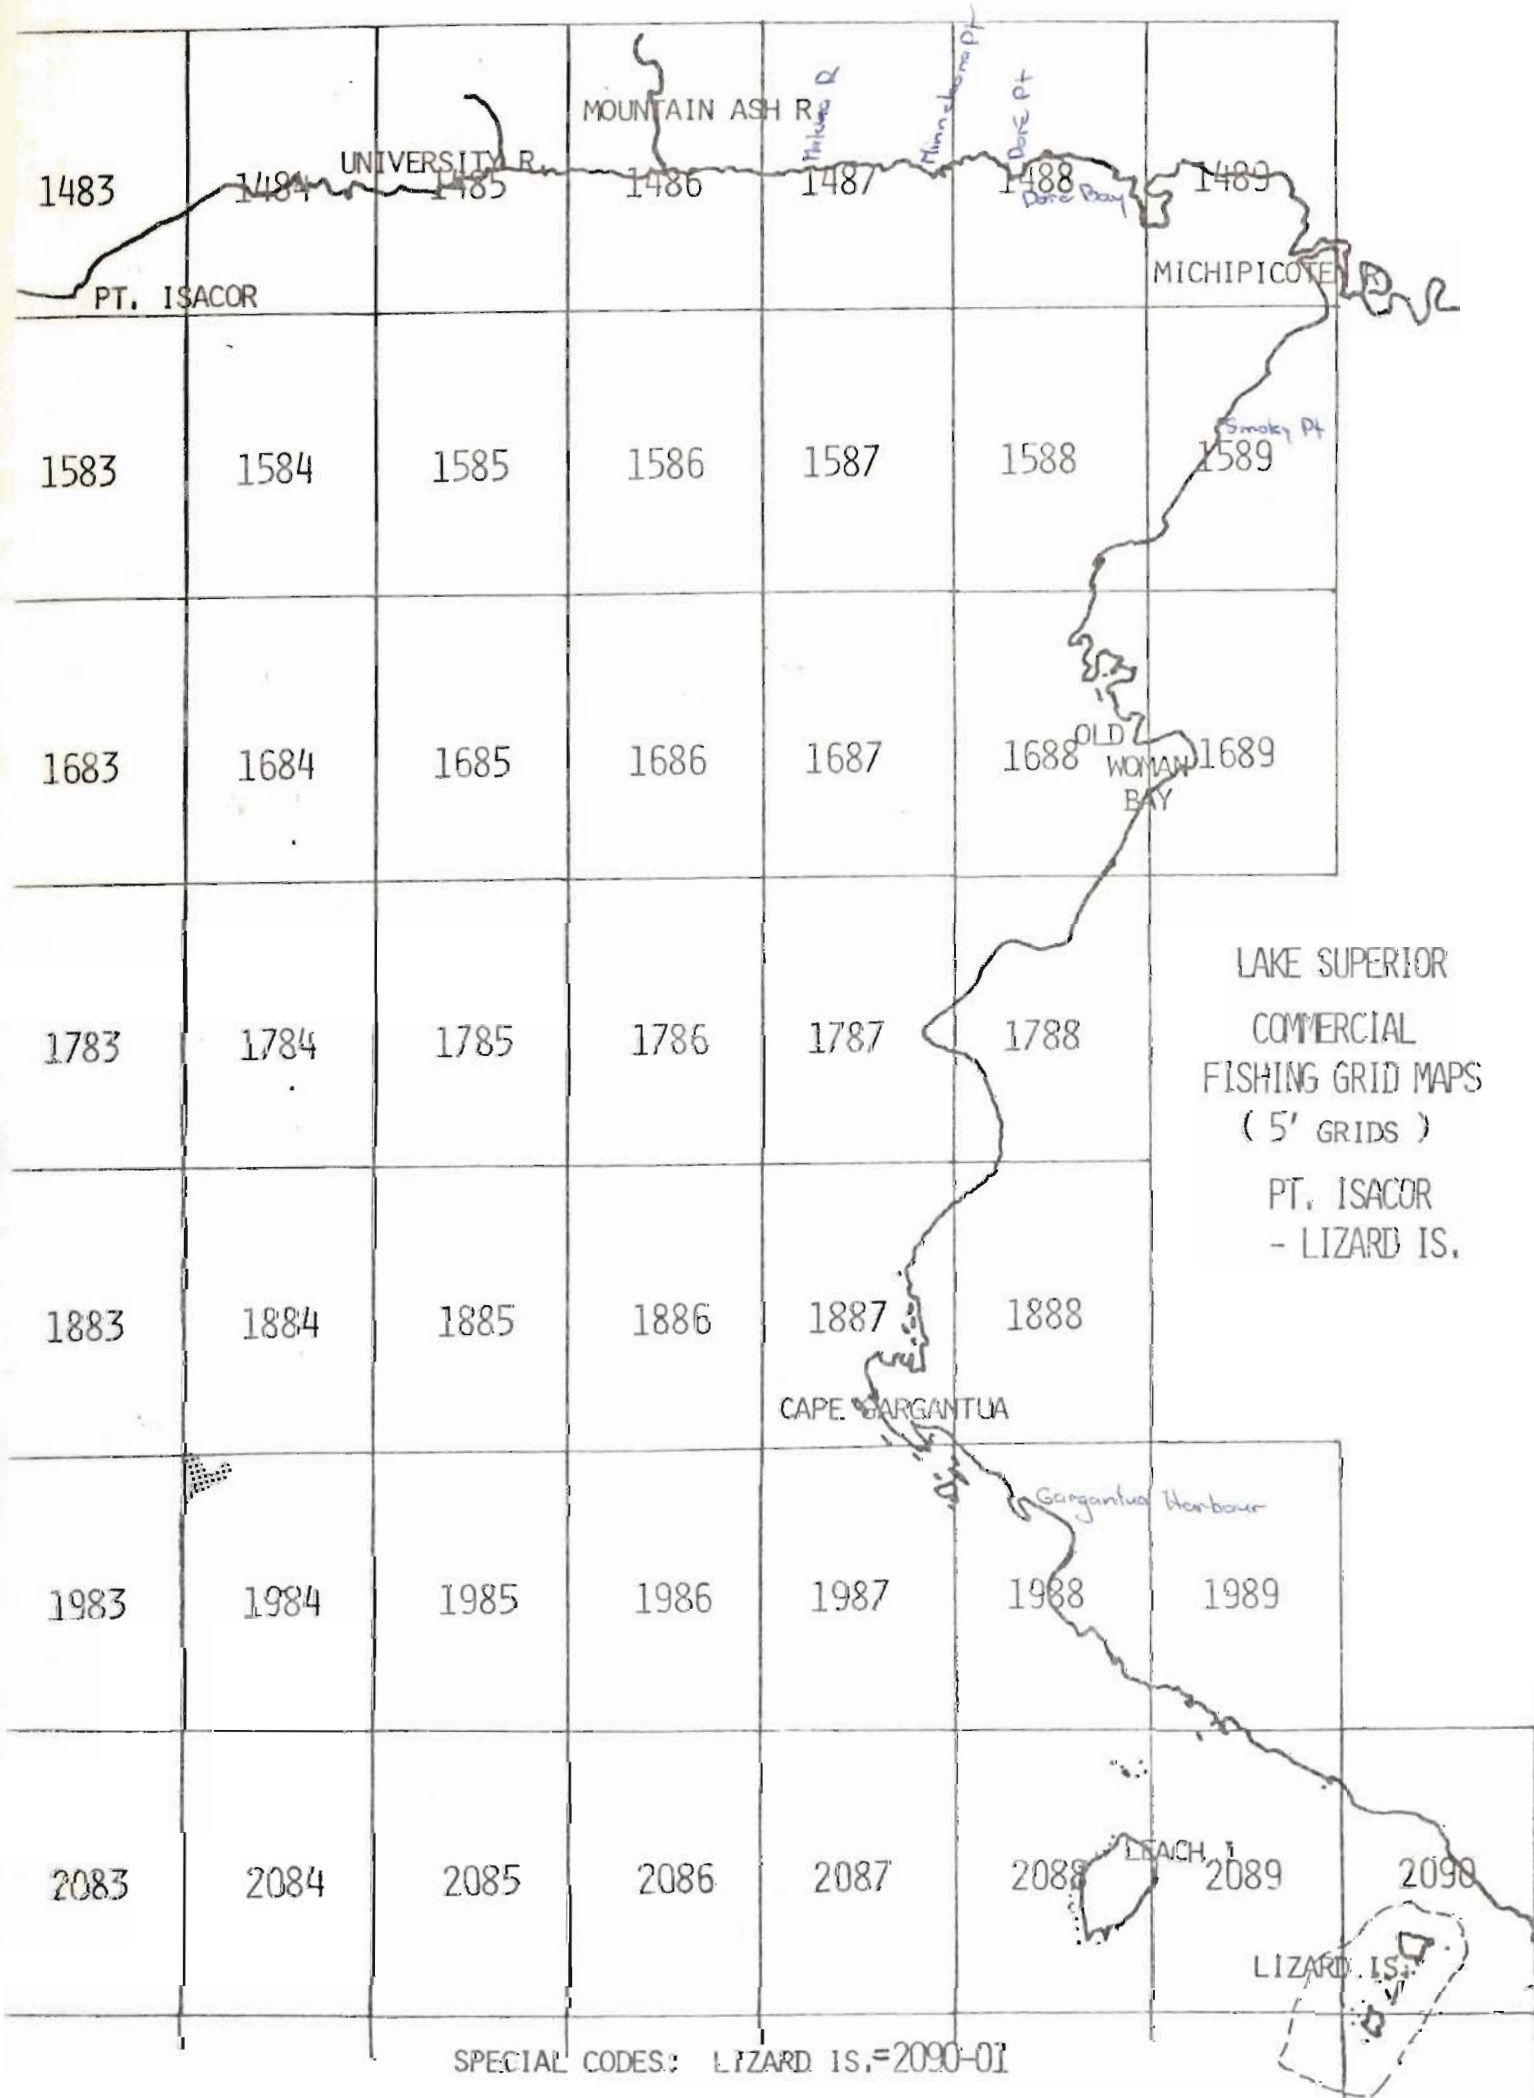 Minnekona Pt
Dore Pt
MOUNTAIN ASH R.
UNIVERSITY R.
1483 1484 1485 1486 1487 1488 1489
Dore Bay
MICHIPICOTEN R
PT. ISACOR
Smoky Pt
1583 1584 1585 1586 1587 1588 1589
OLD
1683 1684 1685 1686 1687 1688 1689
WOMAN
BAY
LAKE SUPERIOR
COMMERCIAL
1783 1784 1785 1786 1787 1788
FISHING GRID MAPS
( 5' GRIDS )
PT. ISACOR
- LIZARD IS.
1883 1884 1885 1886 1887 1888
CAPE GARGANTUA
Gargantua Harbour
1983 1984 1985 1986 1987 1988 1989
LEACH I
2083 2084 2085 2086 2087 2088 2089 2090
LIZARD IS.
SPECIAL CODES: LIZARD IS.=2090-01